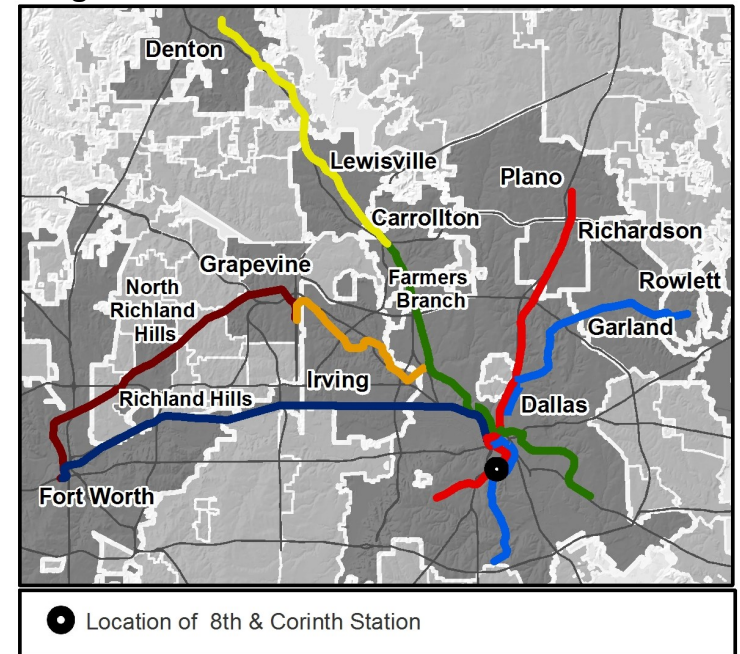 Denton
Lewisville
Plano
Carrollton
Richardson
Grapevine
Farmers
Branch
Rowlett
North
Richland
Hills
Garland
Irving
Richland Hills
Dallas
Fort Worth
Location of 8th & Corinth Station